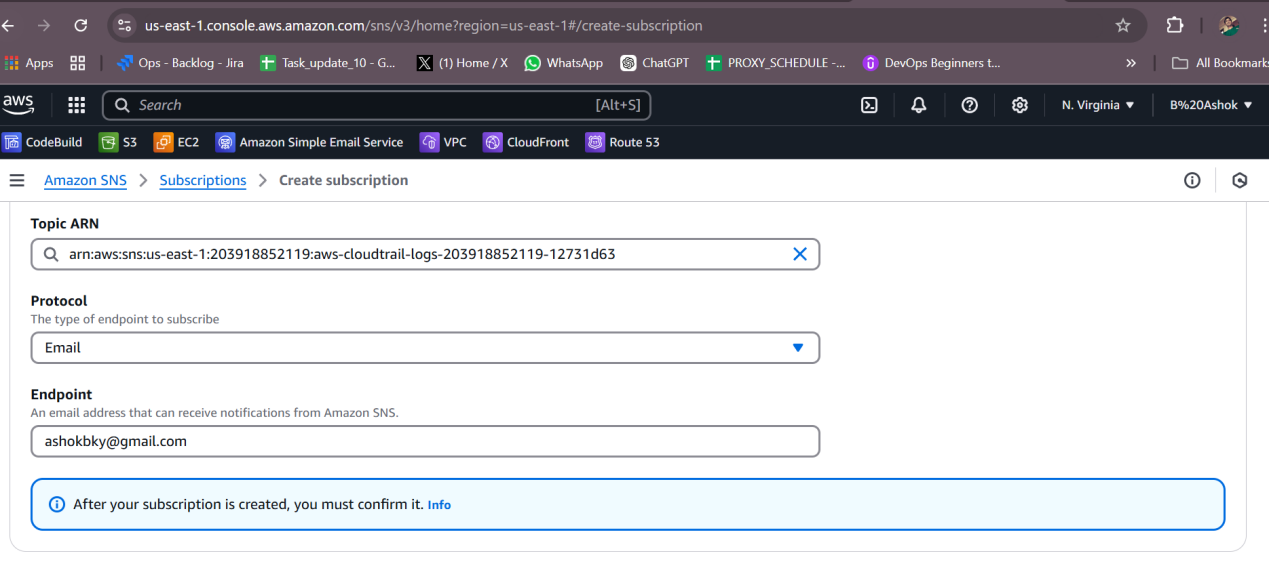 us-east-1.console.aws.amazon.com/sns/v3/home?region=us-east-1#/create-subscription
Apps Ops - Backlog - Jira Task_update_10 - G... (1) Home / X WhatsApp ChatGPT PROXY_SCHEDULE -... DevOps Beginners t... » All Bookmarks
aws Search [Alt+S] N. Virginia B%20Ashok
CodeBuild S3 EC2 Amazon Simple Email Service VPC CloudFront Route 53
Amazon SNS > Subscriptions > Create subscription
Topic ARN
arn:aws:sns:us-east-1:203918852119:aws-cloudtrail-logs-203918852119-12731d63
Protocol
The type of endpoint to subscribe
Email
Endpoint
An email address that can receive notifications from Amazon SNS.
ashokbky@gmail.com
After your subscription is created, you must confirm it. Info